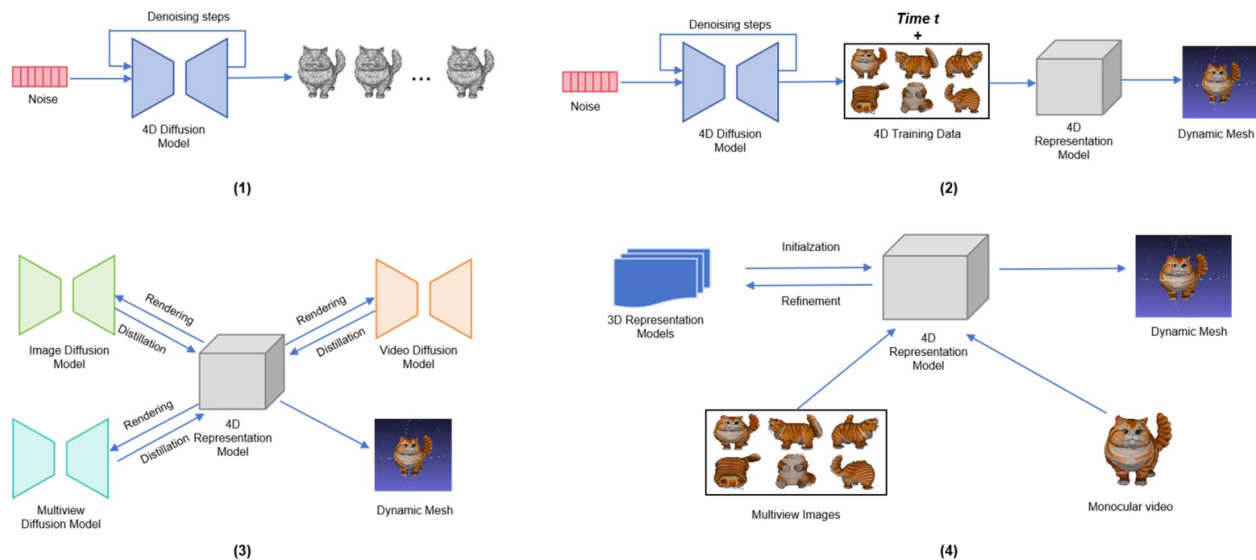 Denoising steps
Noise
4D Diffusion
Model
...
(1)
Time t
+
Denoising steps
Noise
4D Diffusion
Model
4D Training Data
4D
Representation
Model
Dynamic Mesh
(2)
Rendering
Distillation
Image Diffusion
Model
Rendering
Distillation
Video Diffusion
Model
Rendering
Distillation
4D
Representation
Model
Multiview
Diffusion Model
Dynamic Mesh
(3)
Initialzation
Refinement
3D Representation
Models
4D
Representation
Model
Dynamic Mesh
Multiview Images
Monocular video
(4)